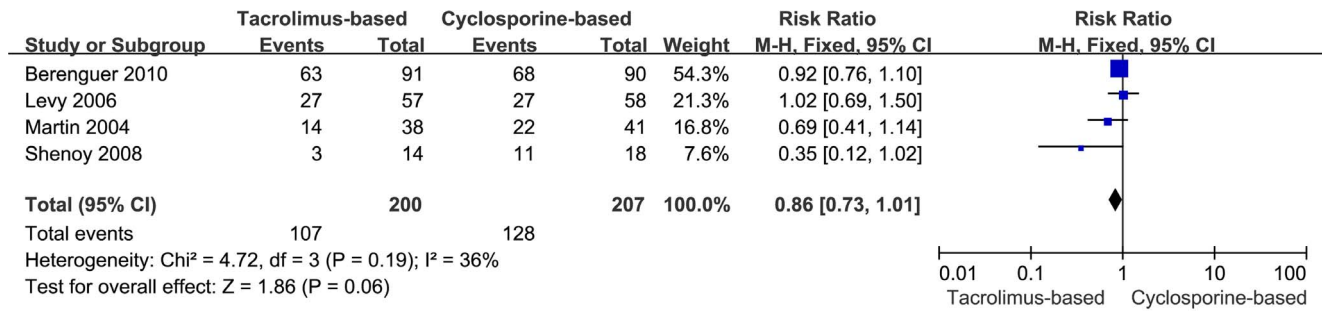 Tacrolimus-based Cyclosporine-based Risk Ratio Risk Ratio
Study or Subgroup Events Total Events Total Weight M-H, Fixed, 95% CI M-H, Fixed, 95% CI
Berenguer 2010 63 91 68 90 54.3% 0.92 [0.76, 1.10]
Levy 2006 27 57 27 58 21.3% 1.02 [0.69, 1.50]
Martin 2004 14 38 22 41 16.8% 0.69 [0.41, 1.14]
Shenoy 2008 3 14 11 18 7.6% 0.35 [0.12, 1.02]
Total (95% CI) 200 207 100.0% 0.86 [0.73, 1.01]
Total events 107 128
Heterogeneity: Chi² = 4.72, df = 3 (P = 0.19); I² = 36%
Test for overall effect: Z = 1.86 (P = 0.06)
0.01 0.1 1 10 100
Tacrolimus-based Cyclosporine-based